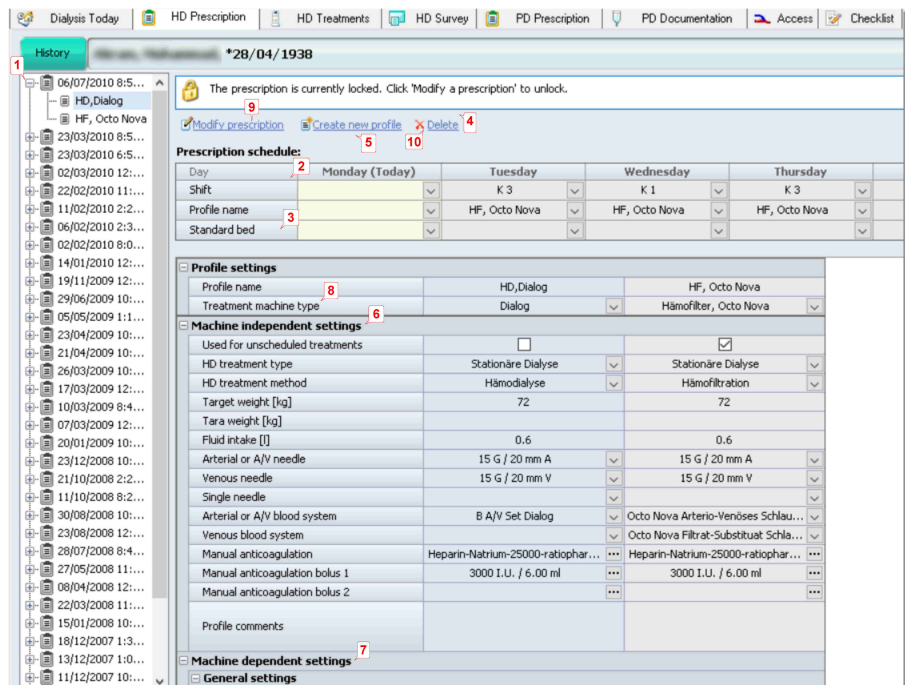 Dialysis Today HD Prescription HD Treatments HD Survey PD Prescription PD Documentation Access Checklist
History *28/04/1938
1
06/07/2010 8:5...
HD,Dialog
HF, Octo Nova
23/03/2010 8:5...
23/03/2010 6:5...
02/03/2010 12:...
22/02/2010 11:...
11/02/2010 2:2...
06/02/2010 2:3...
02/02/2010 8:0...
14/01/2010 12:...
19/11/2009 12:...
29/06/2009 10:...
05/05/2009 1:1...
23/04/2009 10:...
21/04/2009 10:...
26/03/2009 10:...
17/03/2009 12:...
10/03/2009 8:4...
07/03/2009 12:...
20/01/2009 10:...
23/12/2008 10:...
21/10/2008 2:2...
11/10/2008 8:2...
30/08/2008 10:...
23/08/2008 12:...
28/07/2008 8:4...
27/05/2008 11:...
08/04/2008 12:...
22/03/2008 11:...
15/01/2008 10:...
18/12/2007 1:3...
13/12/2007 1:0...
11/12/2007 10:...
The prescription is currently locked. Click 'Modify a prescription' to unlock.
9 4
Modify prescription Create new profile Delete
5 10
Prescription schedule:
2
Day Monday (Today) Tuesday Wednesday Thursday
Shift K 3 K 1 K 3
Profile name HF, Octo Nova HF, Octo Nova HF, Octo Nova
3
Standard bed
Profile settings
Profile name HD,Dialog HF, Octo Nova
8
Treatment machine type Dialog Hämofilter, Octo Nova
6
Machine independent settings
Used for unscheduled treatments
HD treatment type Stationäre Dialyse Stationäre Dialyse
HD treatment method Hämodialyse Hämofiltration
Target weight [kg] 72 72
Tara weight [kg]
Fluid intake [l] 0.6 0.6
Arterial or A/V needle 15 G / 20 mm A 15 G / 20 mm A
Venous needle 15 G / 20 mm V 15 G / 20 mm V
Single needle
Arterial or A/V blood system B A/V Set Dialog Octo Nova Arterio-Venöses Schlau...
Venous blood system Octo Nova Filtrat-Substituat Schla...
Manual anticoagulation Heparin-Natrium-25000-ratiophar... Heparin-Natrium-25000-ratiophar...
Manual anticoagulation bolus 1 3000 I.U. / 6.00 ml 3000 I.U. / 6.00 ml
Manual anticoagulation bolus 2
Profile comments
7
Machine dependent settings
General settings